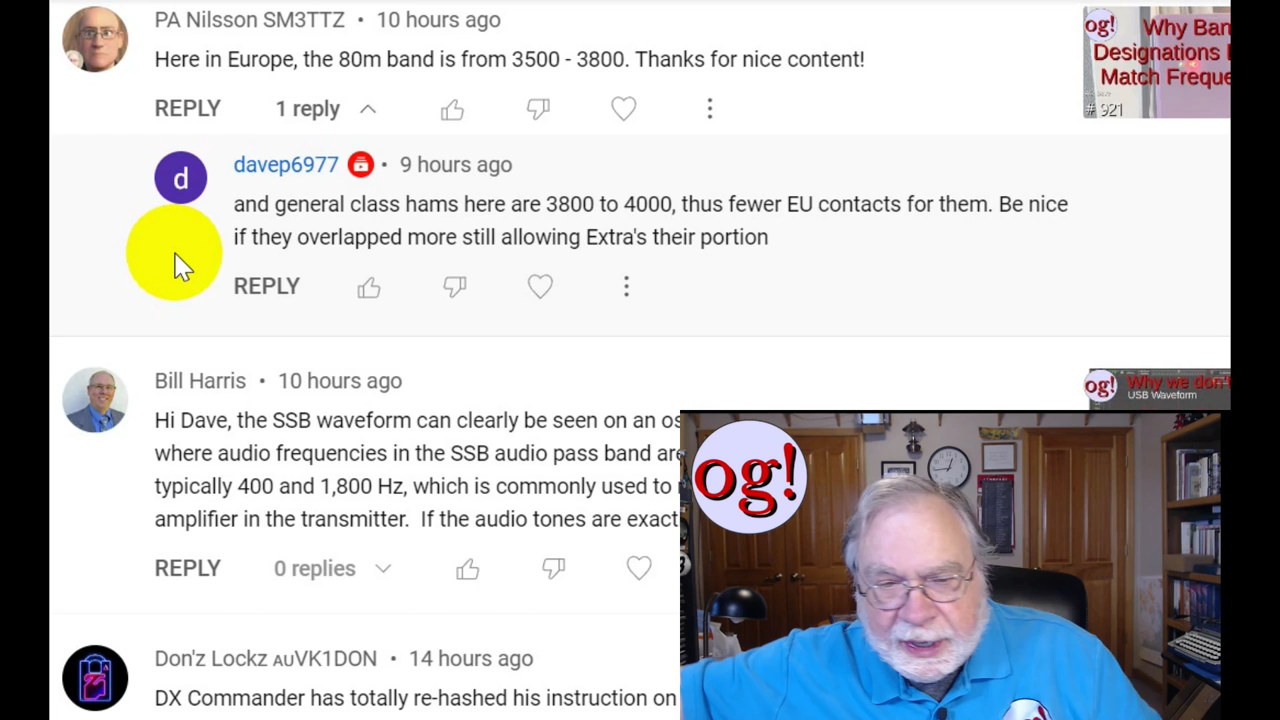 PA Nilsson SM3TTZ • 10 hours ago
Here in Europe, the 80m band is from 3500 - 3800. Thanks for nice content!
REPLY 1 reply
og!
Why Ban
Designations
Match Freque
# 921
d
davep6977 • 9 hours ago
and general class hams here are 3800 to 4000, thus fewer EU contacts for them. Be nice
if they overlapped more still allowing Extra's their portion
REPLY
Bill Harris • 10 hours ago
og!
Why we don't
USB Waveform
Hi Dave, the SSB waveform can clearly be seen on an os
where audio frequencies in the SSB audio pass band are
typically 400 and 1,800 Hz, which is commonly used to
amplifier in the transmitter. If the audio tones are exact
REPLY 0 replies
og!
Don'z Lockz AUVK1DON • 14 hours ago
DX Commander has totally re-hashed his instruction on